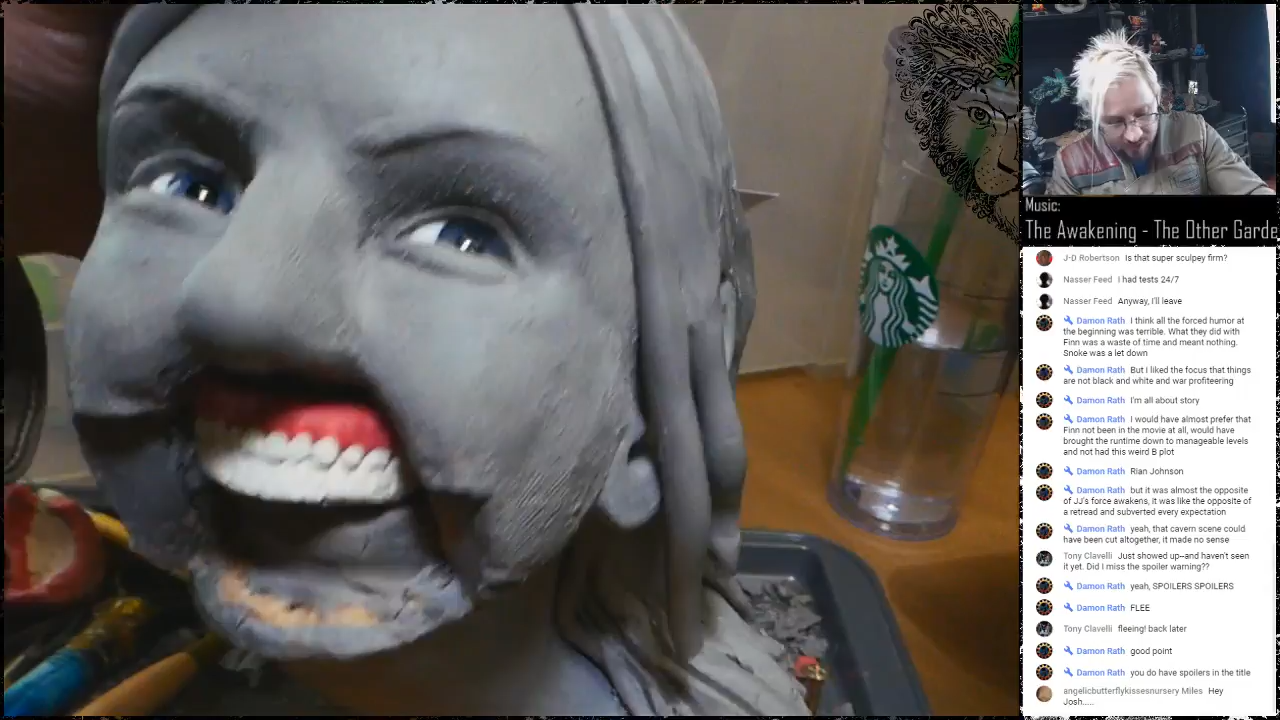 Music:
The Awakening - The Other Garde
J-D Robertson Is that super sculpey firm?
Nasser Feed I had tests 24/7
Nasser Feed Anyway, I'll leave
Damon Rath I think all the forced humor at
the beginning was terrible. What they did with
Finn was a waste of time and meant nothing.
Snoke was a let down
Damon Rath But I liked the focus that things
are not black and white and war profiteering
Damon Rath I'm all about story
Damon Rath I would have almost prefer that
Finn not been in the movie at all, would have
brought the runtime down to manageable levels
and not had this weird B plot
Damon Rath Rian Johnson
Damon Rath but it was almost the opposite
of JJ's force awakens, it was like the opposite of
a retread and subverted every expectation
Damon Rath yeah, that cavern scene could
have been cut altogether, it made no sense
Tony Clavelli Just showed up--and haven't seen
it yet. Did I miss the spoiler warning??
Damon Rath yeah, SPOILERS SPOILERS
Damon Rath FLEE
Tony Clavelli fleeing! back later
Damon Rath good point
Damon Rath you do have spoilers in the title
angelicbutterflykissesnursery Miles Hey
Josh.....